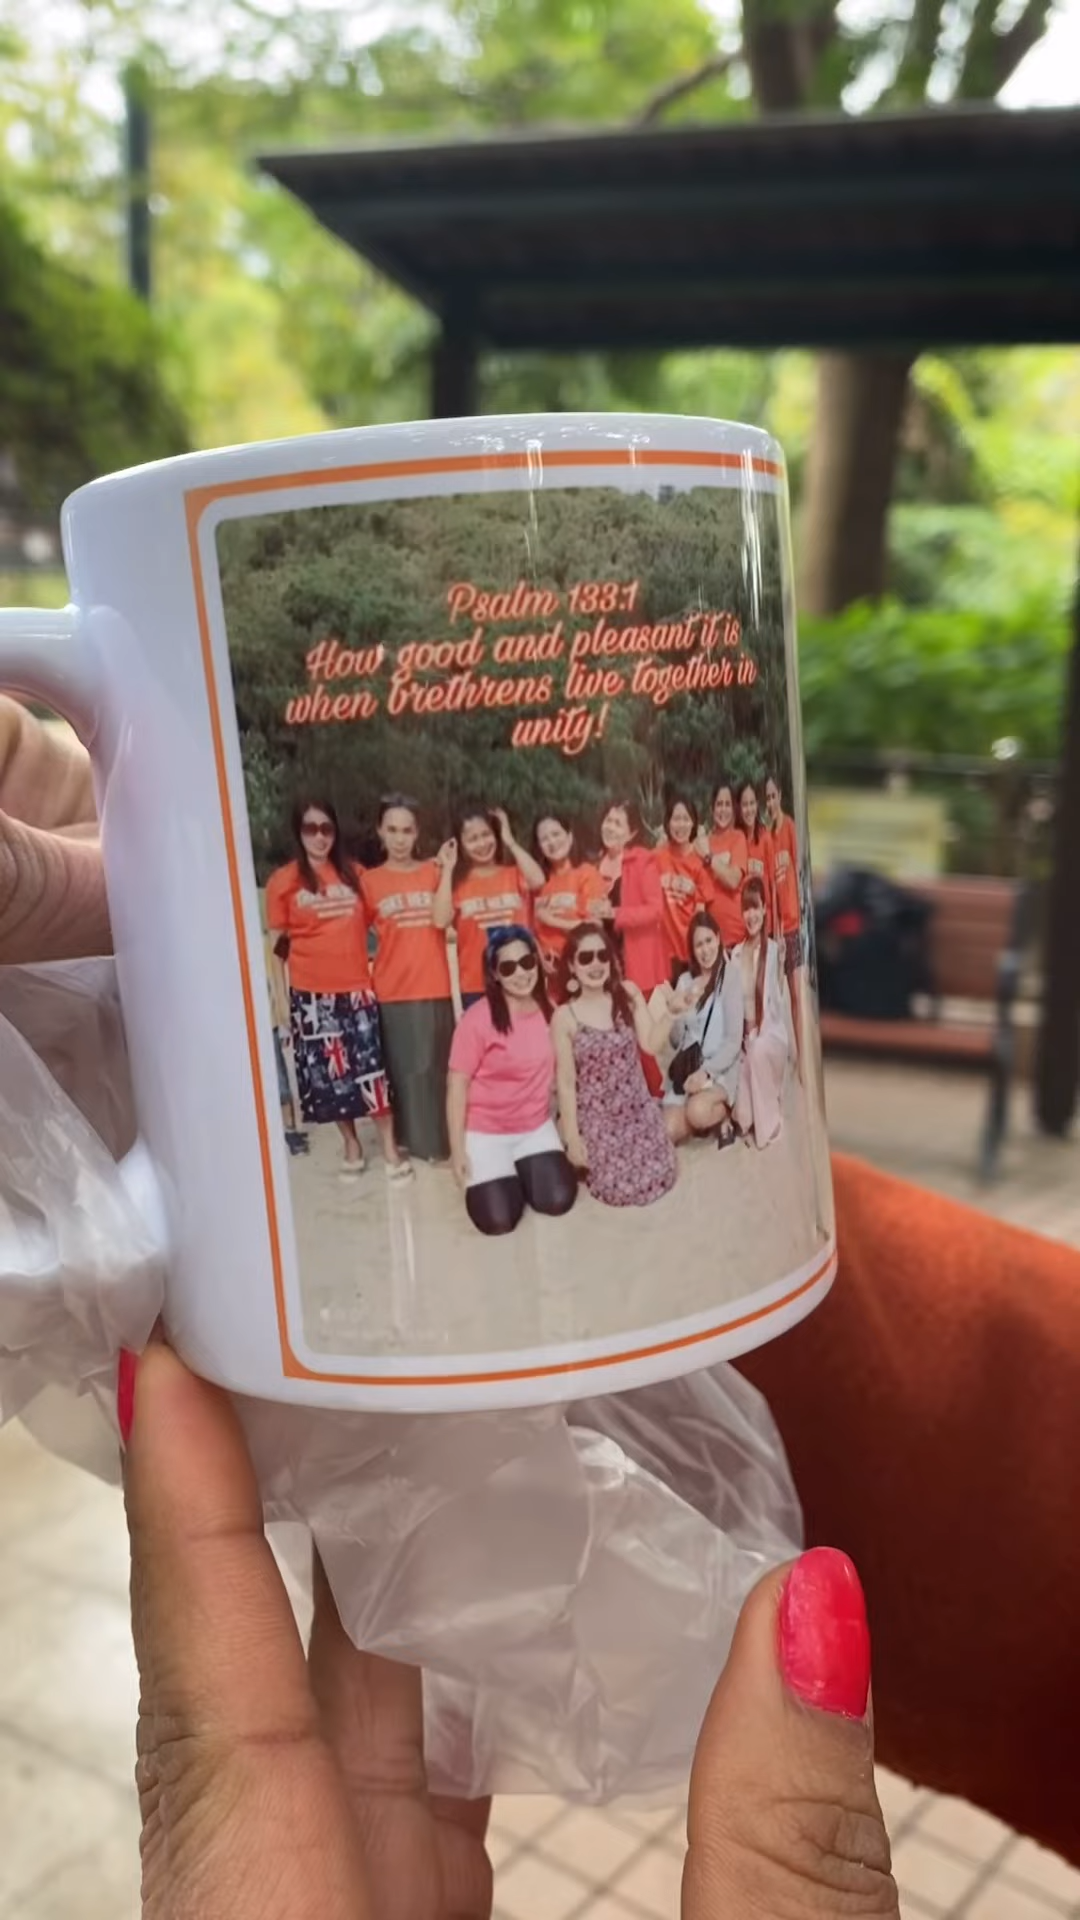 Psalm 133:1
How good and pleasant it is
when brethrens live together in
unity!